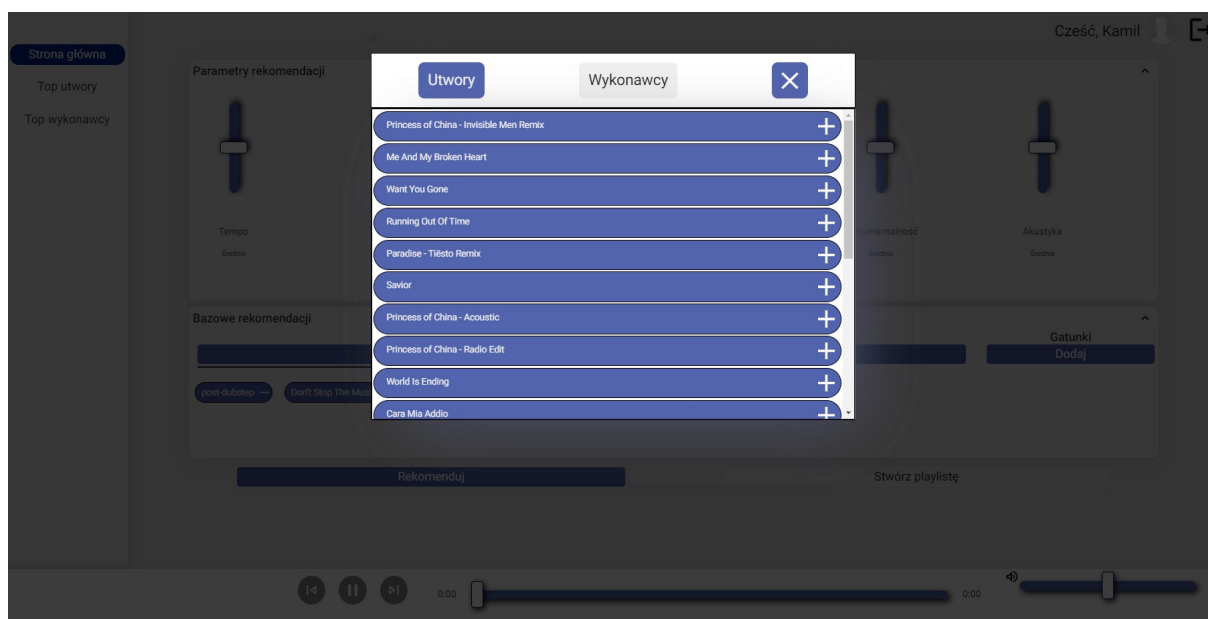 Cześć, Kamil
Strona główna
Top utwory
Top wykonawcy
Parametry rekomendacji
Tempo
Średnia
Akustyka
Średnia
Średnia
Utwory
Wykonawcy
Princess of China - Invisible Men Remix
Me And My Broken Heart
Want You Gone
Running Out Of Time
Paradise - Tiësto Remix
Savior
Princess of China - Acoustic
Princess of China - Radio Edit
World Is Ending
Cara Mia Addio
Bazowe rekomendacji
Gatunki
Dodaj
post-dubstep
Don't Stop The
Rekomenduj
Stwórz playlistę
0:00
0:00